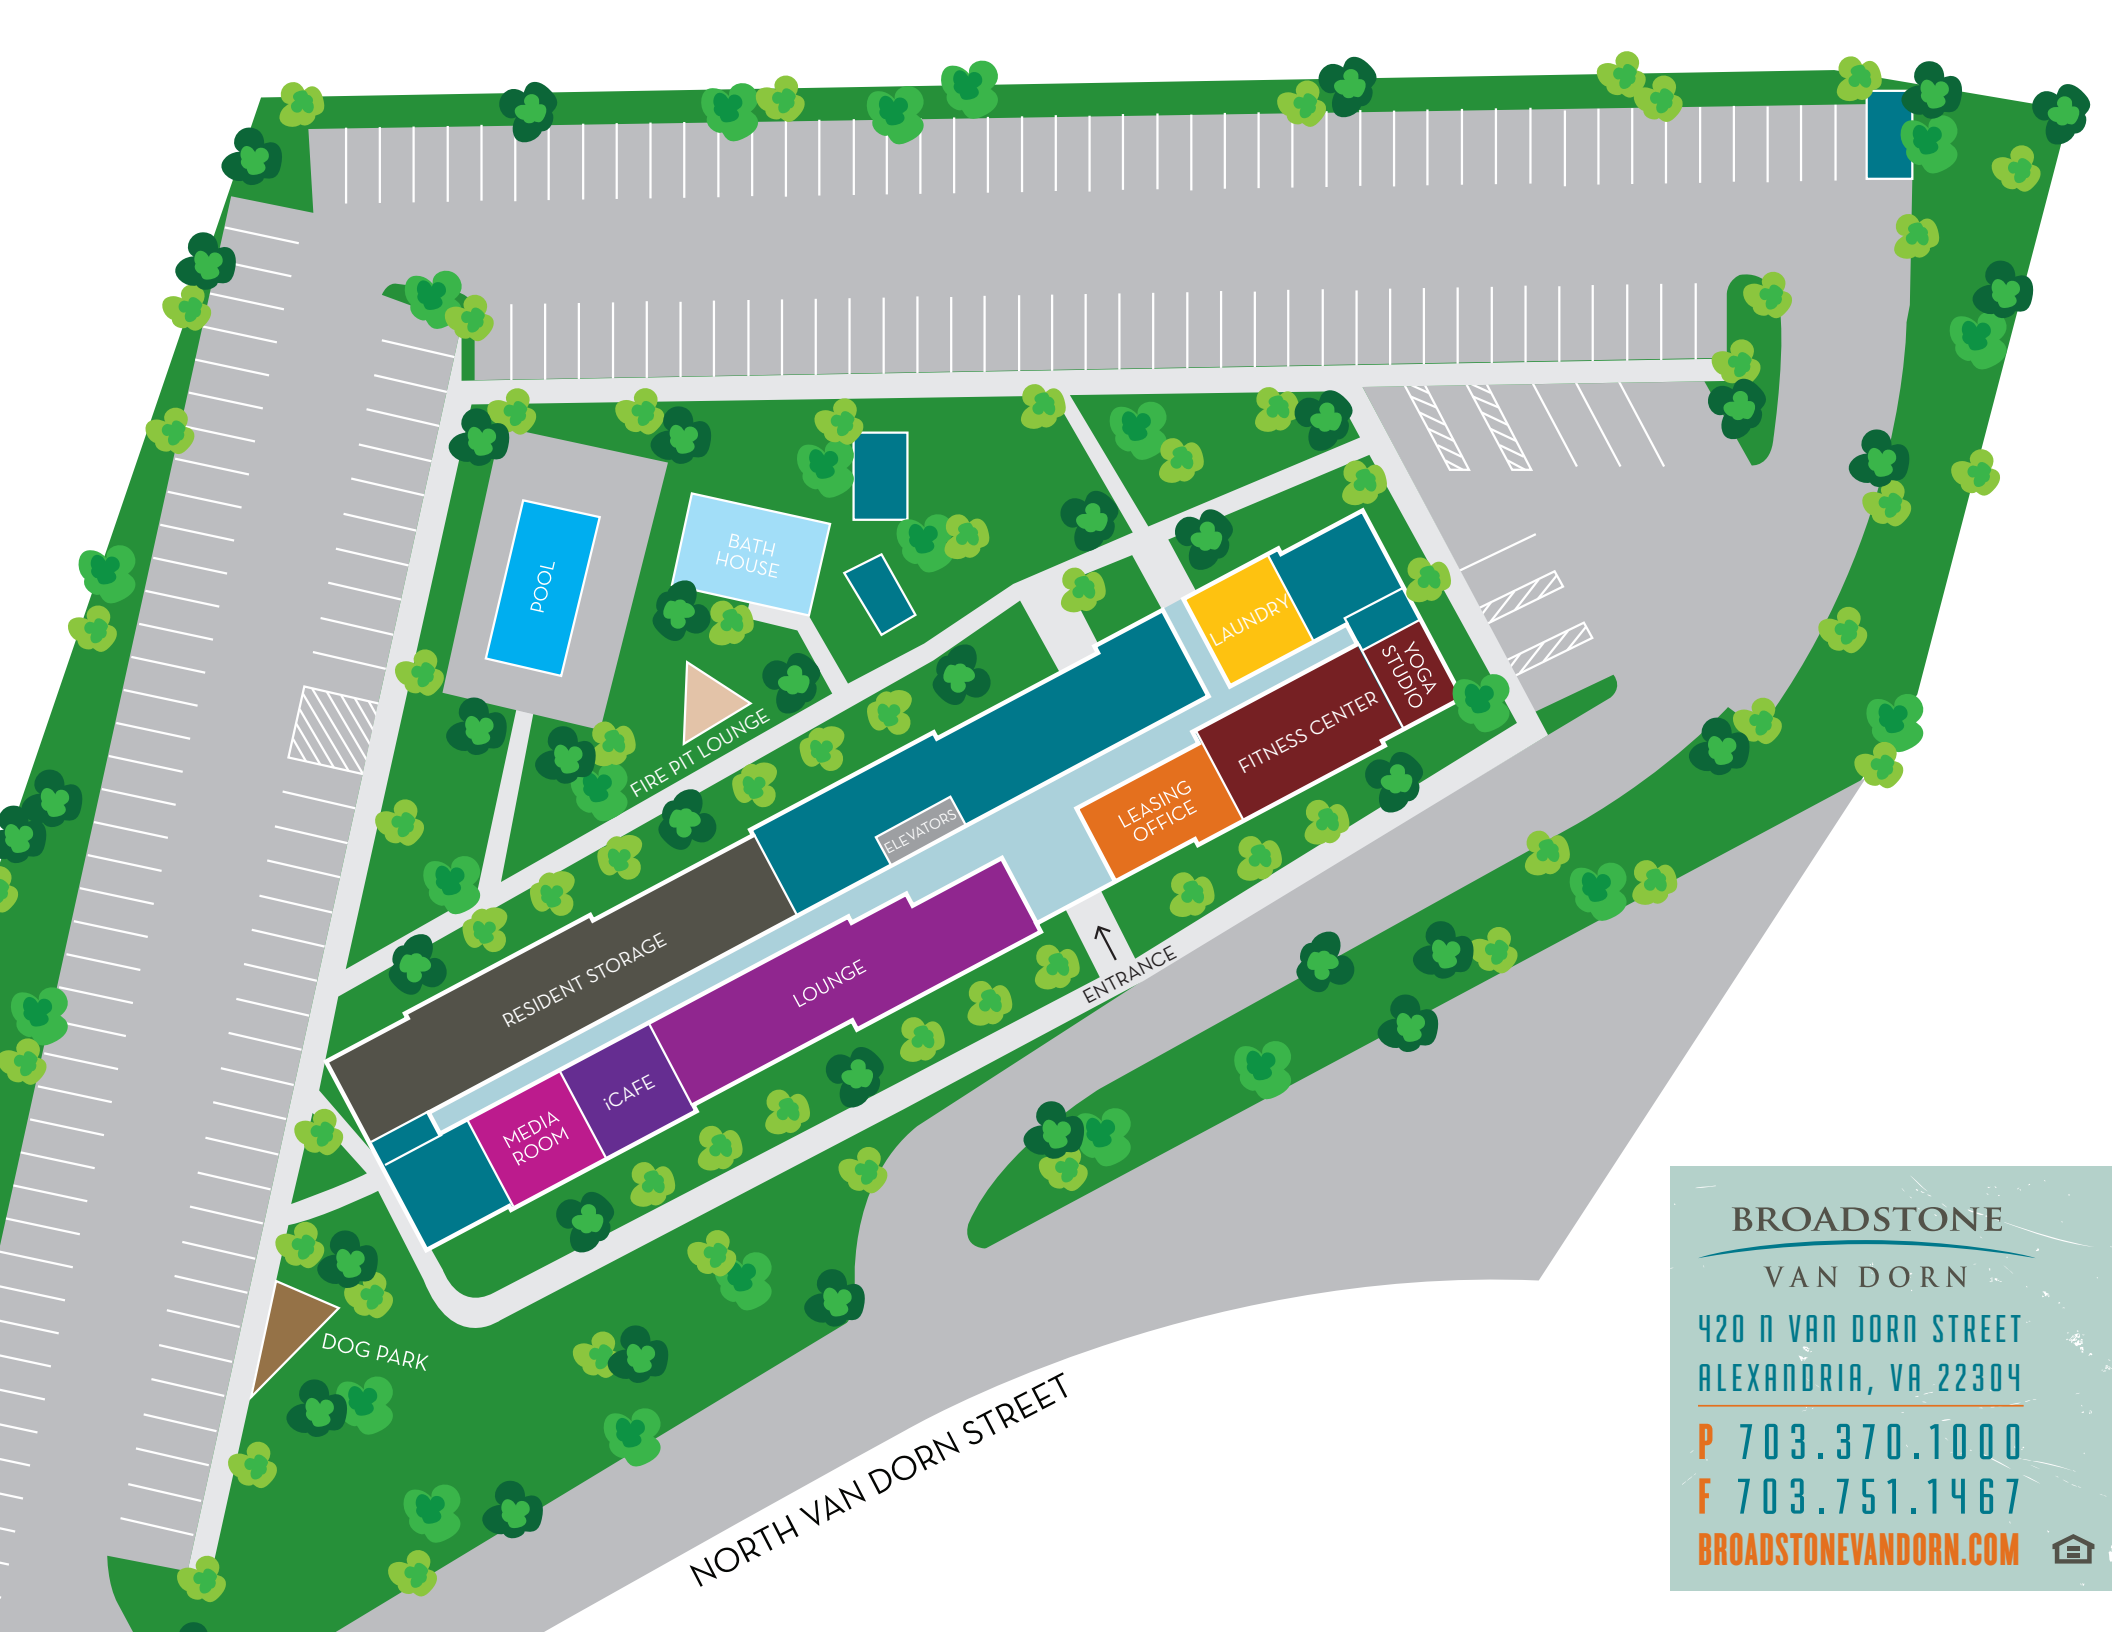 POOL
BATH
HOUSE
LAUNDRY
YOGA
STUDIO
FIRE PIT LOUNGE
FITNESS CENTER
LEASING
OFFICE
ELEVATORS
RESIDENT STORAGE
LOUNGE
ENTRANCE
iCAFE
MEDIA
ROOM
DOG PARK
NORTH VAN DORN STREET
BROADSTONE
VAN DORN
420 N VAN DORN STREET
ALEXANDRIA, VA 22304
P 703.370.1000
F 703.751.1467
BROADSTONEVANDORN.COM